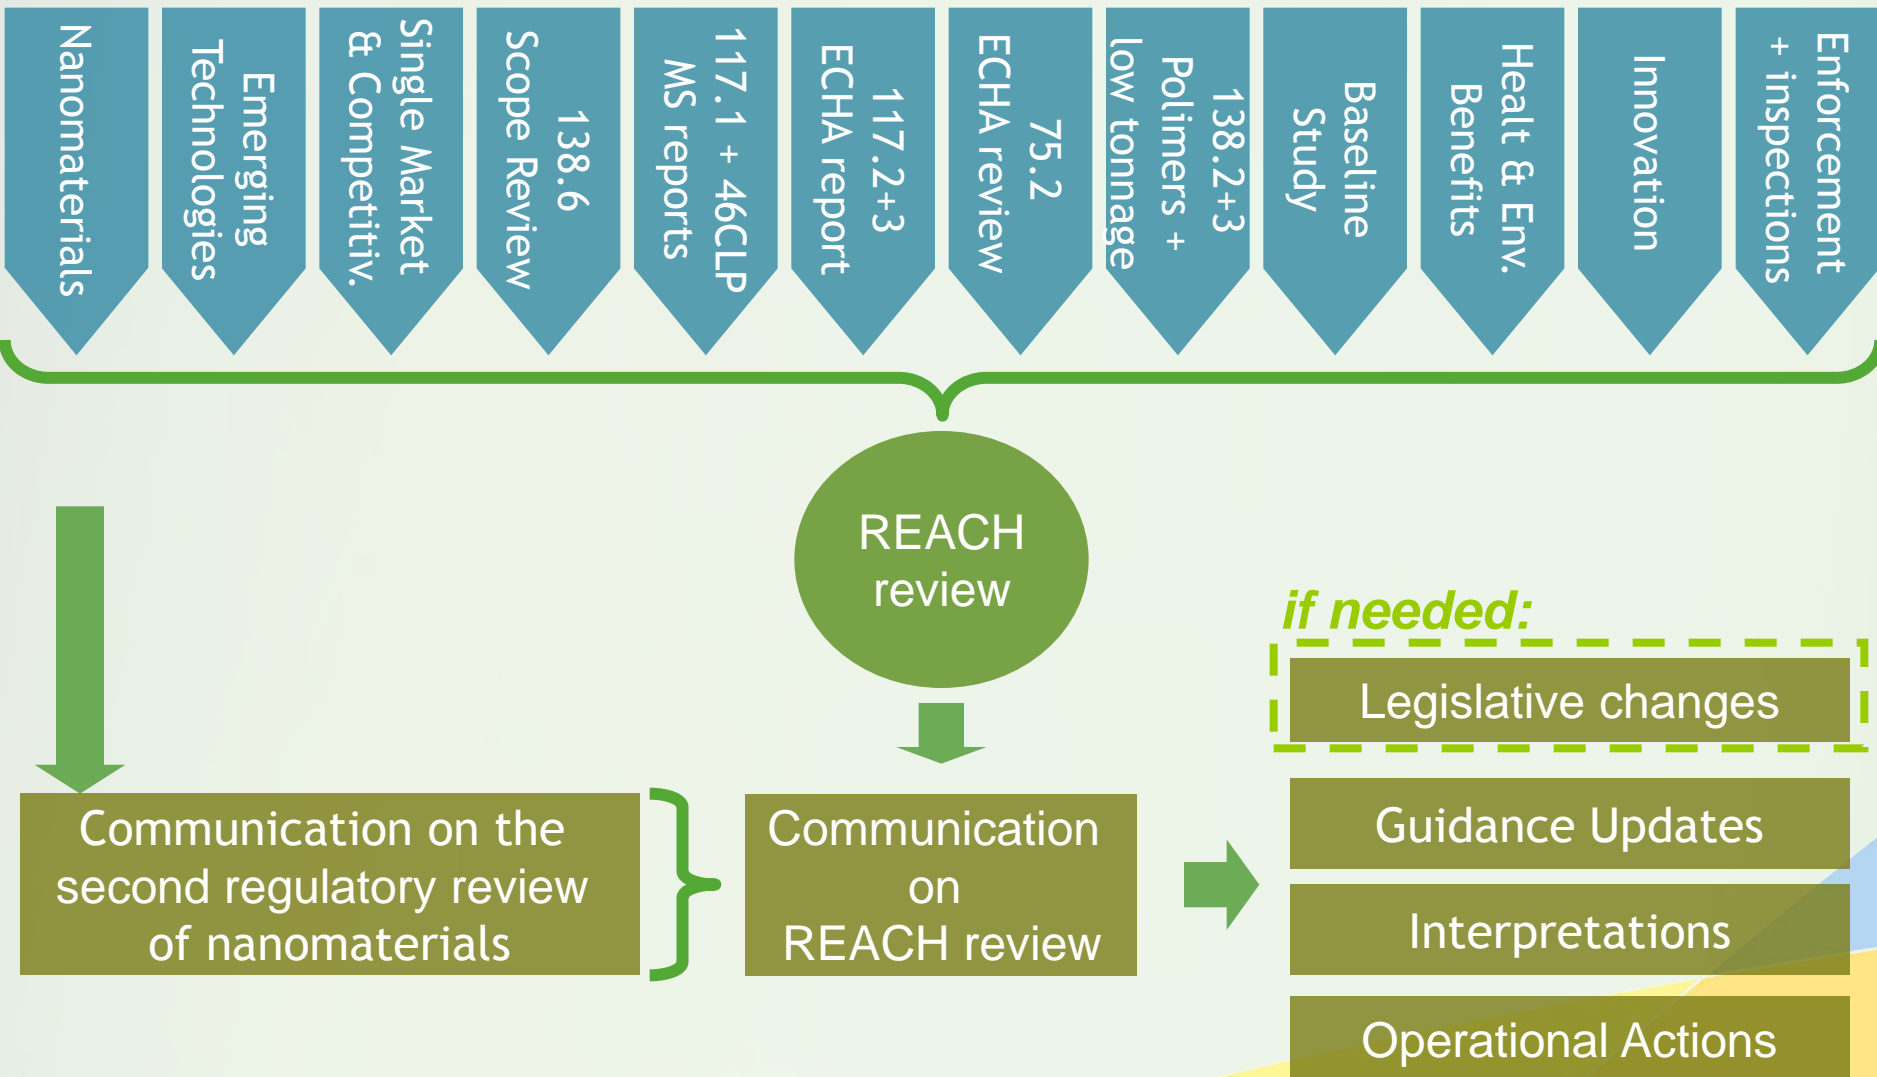 Nanomaterials
Emerging
Technologies
Single Market
& Competitiv.
138.6
Scope Review
117.1 + 46CLP
MS reports
117.2+3
ECHA report
75.2
ECHA review
138.2+3
Polimers +
low tonnage
Baseline
Study
Healt & Env.
Benefits
Innovation
Enforcement
+ inspections
REACH
review
if needed:
Legislative changes
Communication on the
second regulatory review
of nanomaterials
Communication
on
REACH review
Guidance Updates
Interpretations
Operational Actions